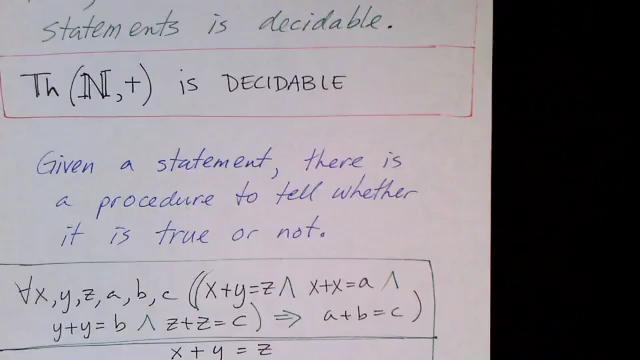 statements is decidable.
Th(ℕ,+) is DECIDABLE
Given a statement, there is
a procedure to tell whether
it is true or not.
∀x,y,z,a,b,c ((x+y=z ∧ x+x=a ∧
y+y=b ∧ z+z=c) ⇒ a+b=c)
x+y=z